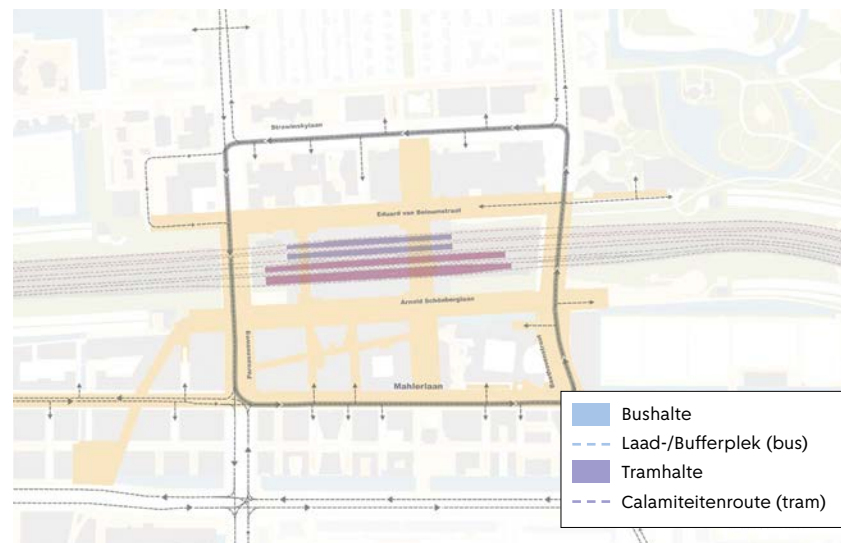 Strawinskylaan
Eduard van Beinumstraat
Arnold Schönberglaan
Parnassusweg
Beethovenstraat
Mahlerlaan
Bushalte
Laad-/Bufferplek (bus)
Tramhalte
Calamiteitenroute (tram)